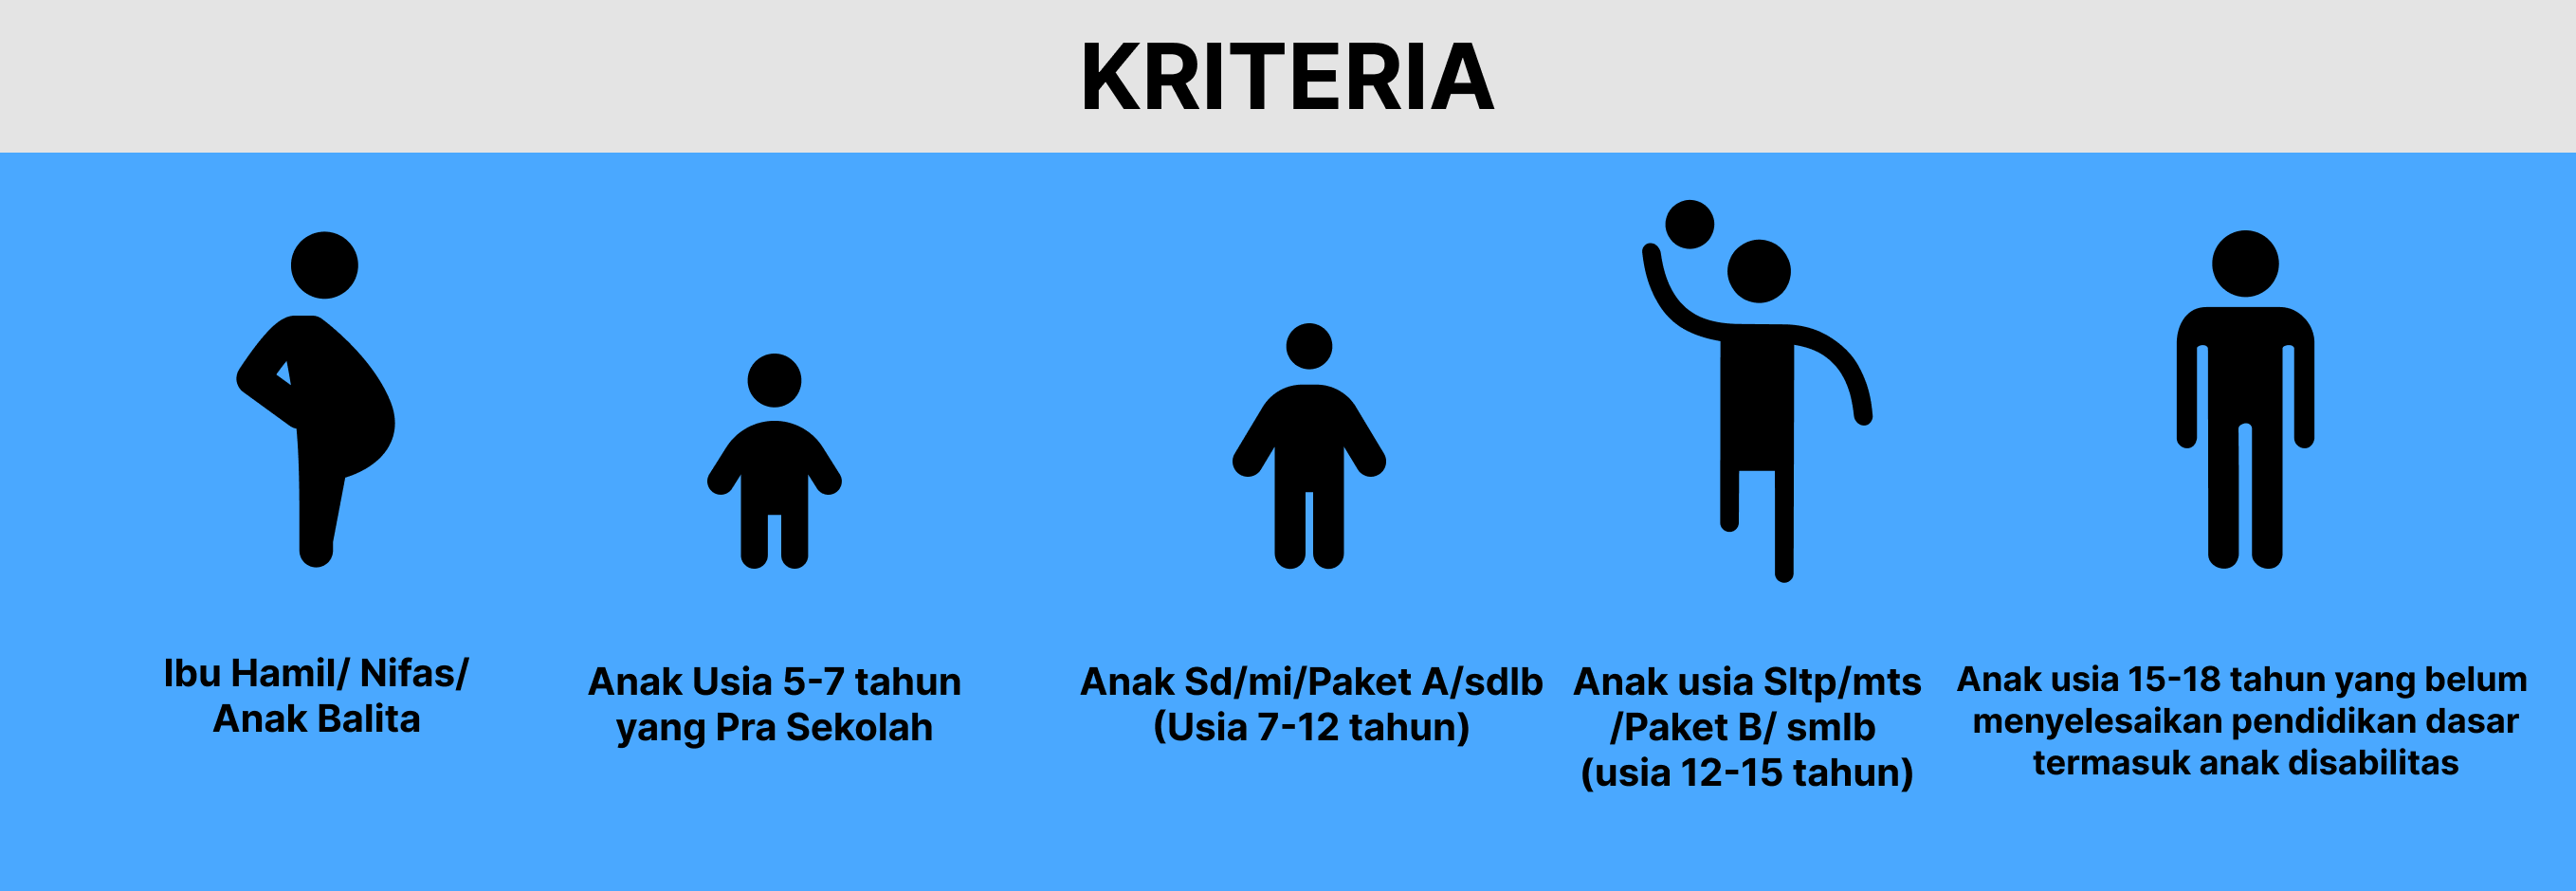 KRITERIA
Ibu Hamil/ Nifas/
Anak Balita
Anak Usia 5-7 tahun
yang Pra Sekolah
Anak Sd/mi/Paket A/sdlb
(Usia 7-12 tahun)
Anak usia Sltp/mts
/Paket B/ smlb
(usia 12-15 tahun)
Anak usia 15-18 tahun yang belum
menyelesaikan pendidikan dasar
termasuk anak disabilitas